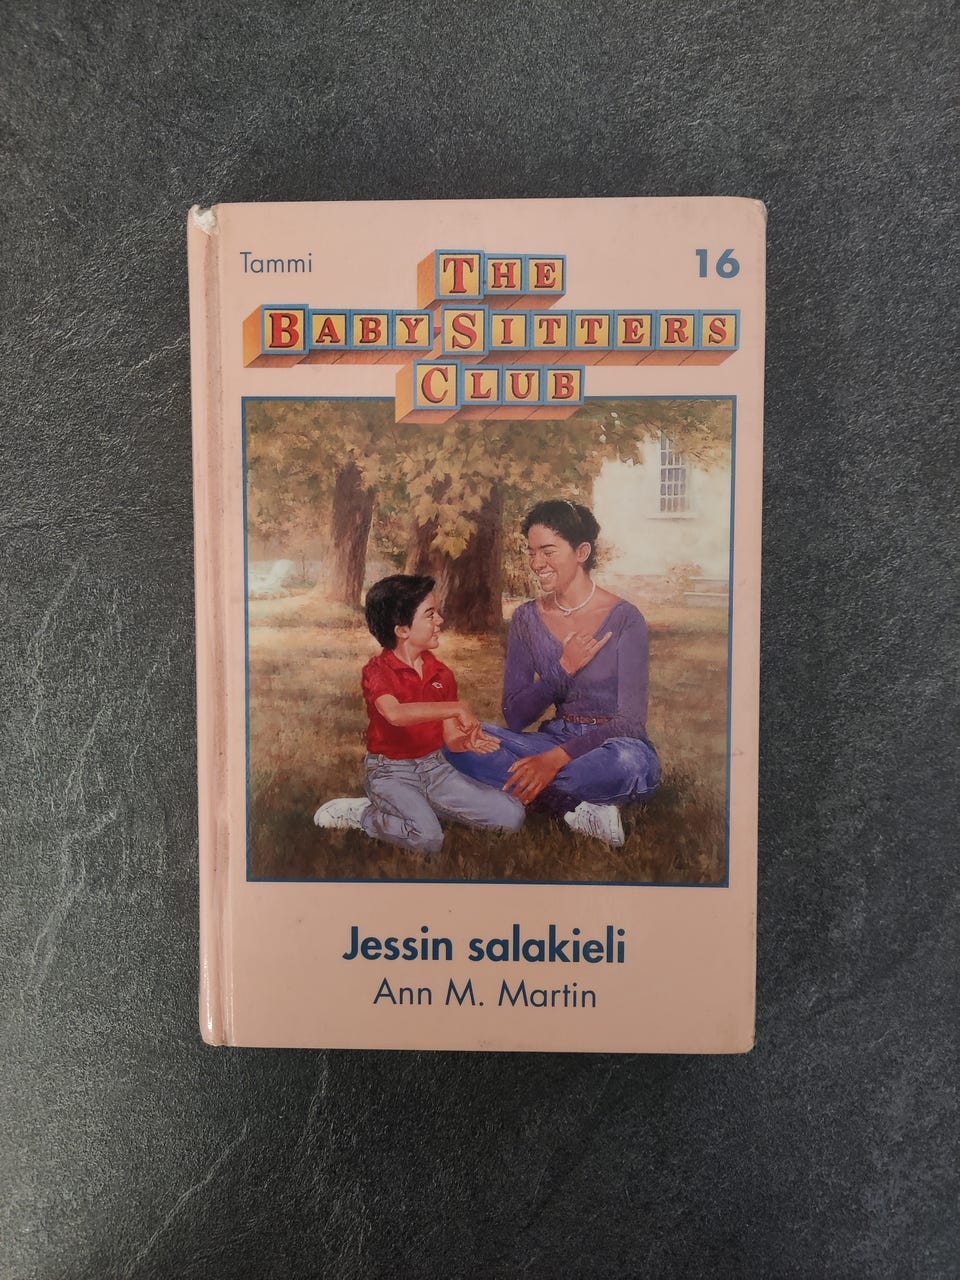 Tammi
16
THE
BABY-SITTERS
CLUB
Jessin salakieli
Ann M. Martin